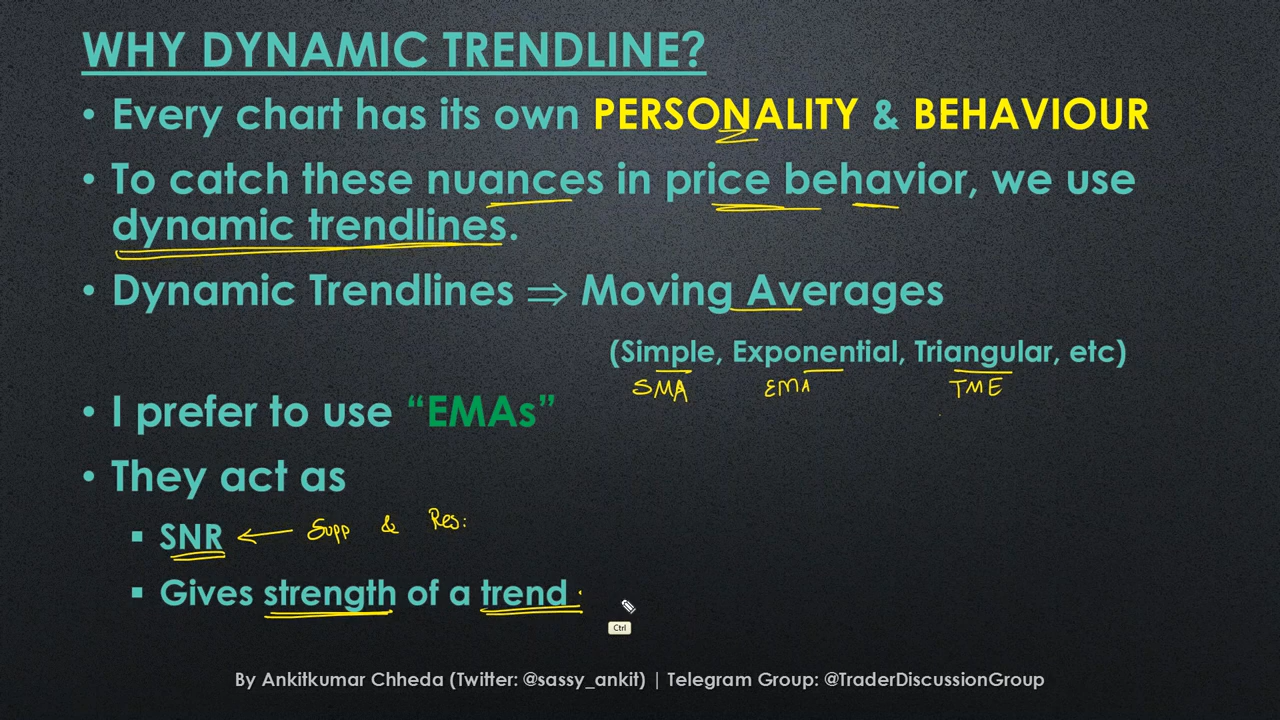 WHY DYNAMIC TRENDLINE?
• Every chart has its own PERSONALITY & BEHAVIOUR
• To catch these nuances in price behavior, we use
dynamic trendlines.
• Dynamic Trendlines ⇒ Moving Averages
(Simple, Exponential, Triangular, etc)
SMA EMA TME
• I prefer to use “EMAs”
• They act as
▪ SNR ← Supp & Res:
▪ Gives strength of a trend
Ctrl
By Ankitkumar Chheda (Twitter: @sassy_ankit) | Telegram Group: @TraderDiscussionGroup